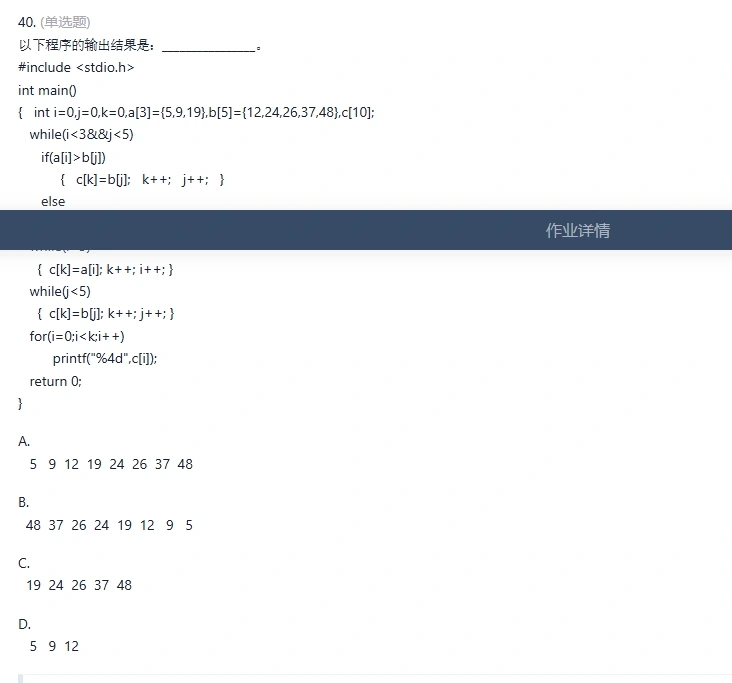 40. (单选题)
以下程序的输出结果是：________________。
#include <stdio.h>
int main()
{   int i=0,j=0,k=0,a[3]={5,9,19},b[5]={12,24,26,37,48},c[10];
while(i<3&&j<5)
if(a[i]>b[j])
{   c[k]=b[j];   k++;   j++;   }
else
作业详情
{  c[k]=a[i]; k++; i++; }
while(j<5)
{  c[k]=b[j]; k++; j++; }
for(i=0;i<k;i++)
printf("%4d",c[i]);
return 0;
}
A.
5   9  12  19  24  26  37  48
B.
48  37  26  24  19  12   9   5
C.
19  24  26  37  48
D.
5   9  12